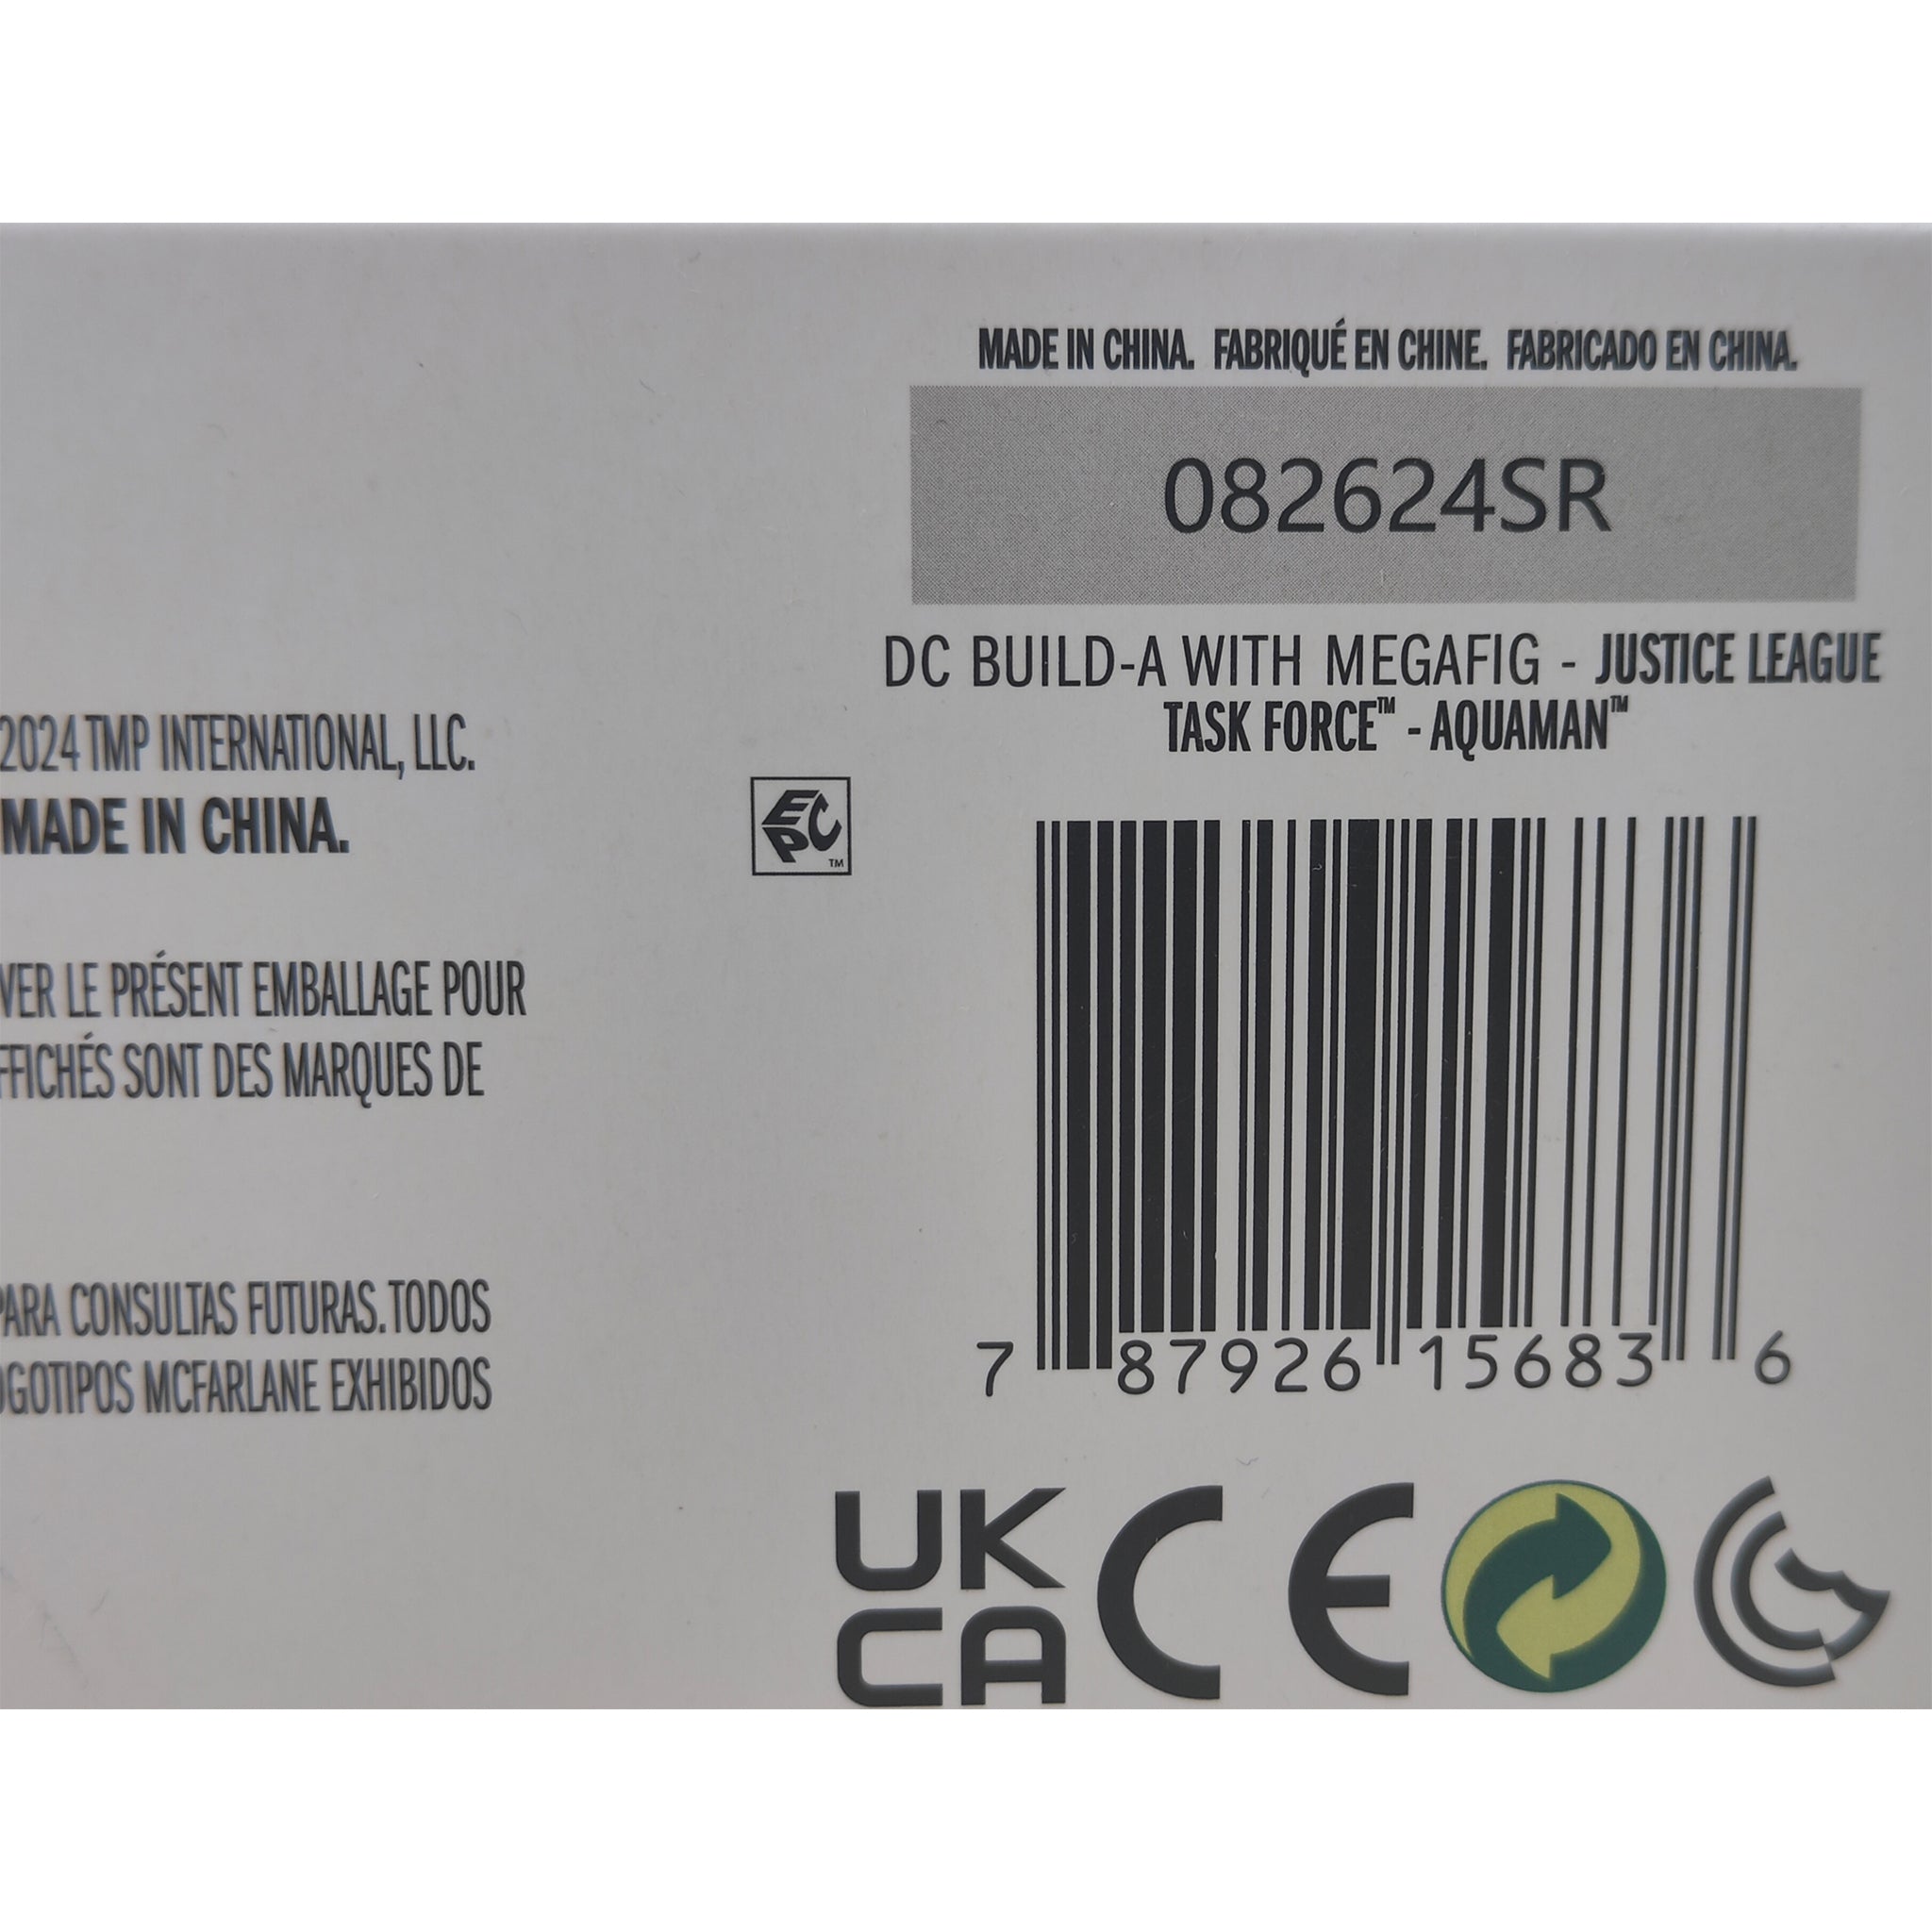 MADE IN CHINA. FABRIQUÉ EN CHINE. FABRICADO EN CHINA.
082624SR
DC BUILD-A WITH MEGAFIG - JUSTICE LEAGUE
TASK FORCE™ - AQUAMAN™
2024 TMP INTERNATIONAL, LLC.
MADE IN CHINA.
EPC
™
VER LE PRÉSENT EMBALLAGE POUR
FFICHÉS SONT DES MARQUES DE
PARA CONSULTAS FUTURAS. TODOS
OGOTIPOS MCFARLANE EXHIBIDOS
7 87926 15683 6
UK
CA
CE